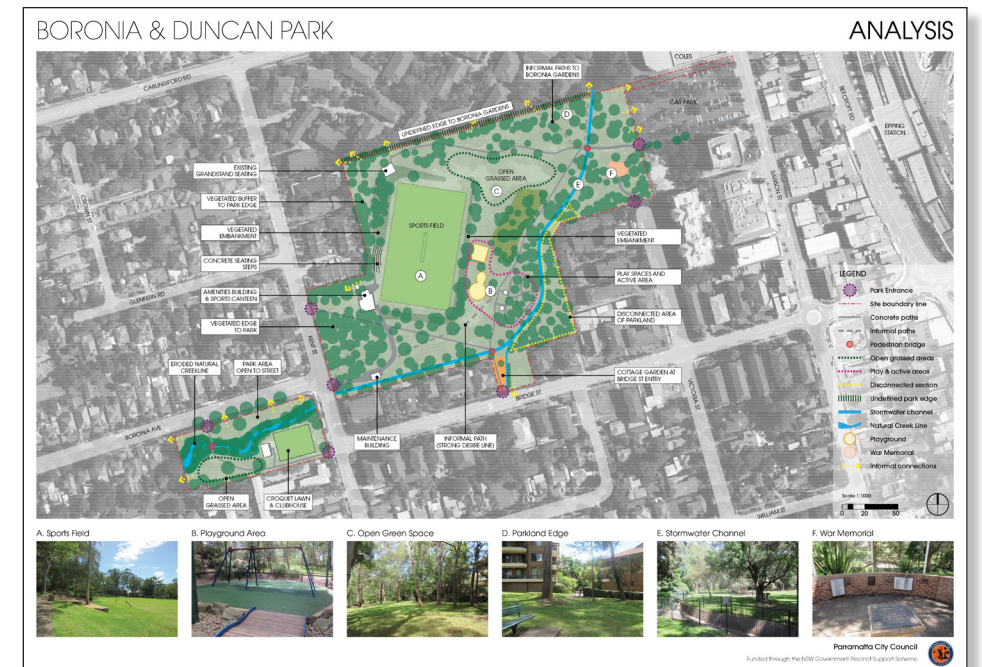 BORONIA & DUNCAN PARK
ANALYSIS
CARLINGFORD RD
INFORMAL PATHS TO
BORONIA GARDENS
COLES
CAR PARK
BEECROFT RD
EPPING
STATION
UNDEFINED EDGE TO BORONIA GARDENS
D
EXISTING
GRANDSTAND SEATING
OPEN
GRASSED AREA
C
E
F
RAWSON ST
VEGETATED BUFFER
TO PARK EDGE
CROWN ST
VEGETATED
EMBANKMENT
SPORTS FIELD
VEGETATED
EMBANKMENT
CONCRETE SEATING
STEPS
A
PLAY SPACES AND
ACTIVE AREA
B
AMENITIES BUILDING
& SPORTS CANTEEN
GLENFERN RD
DISCONNECTED AREA
OF PARKLAND
VEGETATED EDGE
TO PARK
KENT ST
ERODED NATURAL
CREEKLINE
PARK AREA
OPEN TO STREET
COTTAGE GARDEN AT
BRIDGE ST ENTRY
BRIDGE ST
VICTORIA ST
BORONIA AVE
MAINTENANCE
BUILDING
INFORMAL PATH
(STRONG DESIRE LINE)
OPEN
GRASSED AREA
CROQUET LAWN
& CLUBHOUSE
WILLIAM ST
LEGEND
Park Entrance
Site boundary line
Concrete paths
Informal paths
Pedestrian bridge
Open grassed areas
Play & active areas
Disconnected section
Undefined park edge
Stormwater channel
Natural Creek Line
Playground
War Memorial
Informal connections
Scale 1:1000
0 20 50
A. Sports Field
B. Playground Area
C. Open Green Space
D. Parkland Edge
E. Stormwater Channel
F. War Memorial
Parramatta City Council
Funded through the NSW Government Precinct Support Scheme